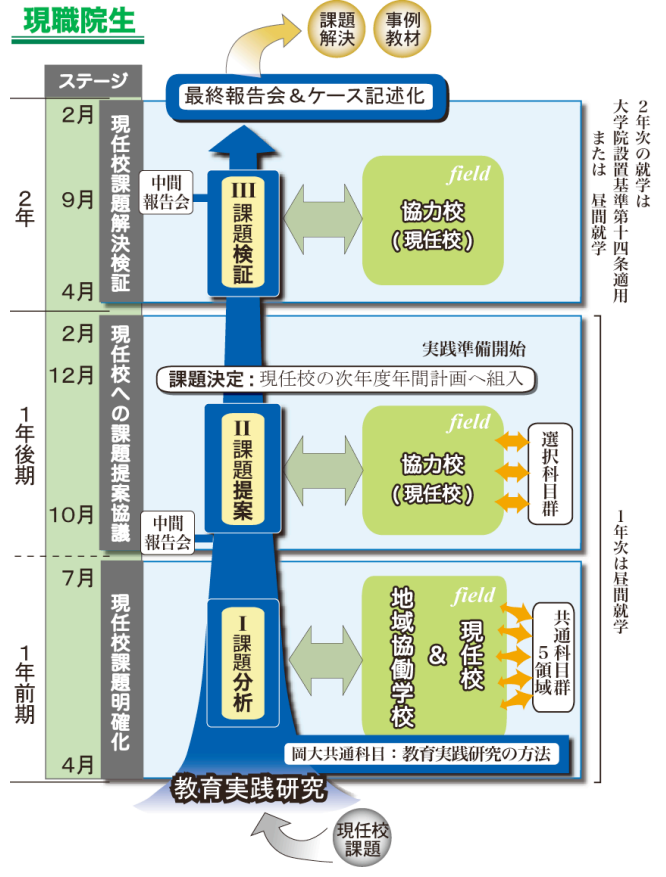 現職院生
課題
解決
事例
教材
ステージ
最終報告会&ケース記述化
2年
2月
9月
4月
現任校課題解決検証
中間
報告会
III
課題検証
field
協力校
(現任校)
2年次の就学は
大学院設置基準第十四条適用
または 昼間就学
1年後期
2月
12月
10月
現任校への課題提案協議
実践準備開始
課題決定:現任校の次年度年間計画へ組入
II
課題提案
中間
報告会
field
協力校
(現任校)
選択科目群
1年次は昼間就学
1年前期
7月
4月
現任校課題明確化
I
課題分析
field
現任校
&
地域協働学校
共通科目群
5領域
岡大共通科目:教育実践研究の方法
教育実践研究
現任校
課題